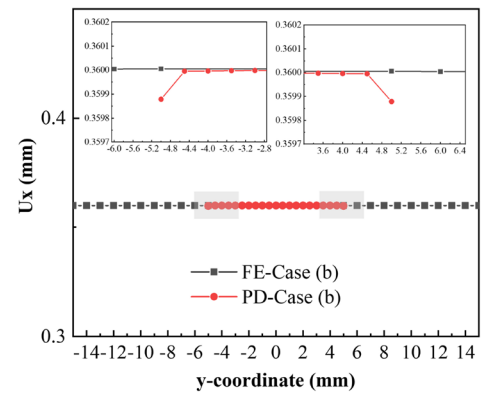 0.3602
0.3601
0.3600
0.3599
0.3597
-6.0 -5.6 -5.2 -4.8 -4.4 -4.0 -3.6 -3.2 -2.8
0.3602
0.3601
0.3600
0.3599
0.3597
3.6 4.0 4.4 4.8 5.2 5.6 6.0 6.4
0.4
Ux (mm)
FE-Case (b)
PD-Case (b)
0.3
-14 -12 -10 -8 -6 -4 -2 0 2 4 6 8 10 12 14
y-coordinate (mm)